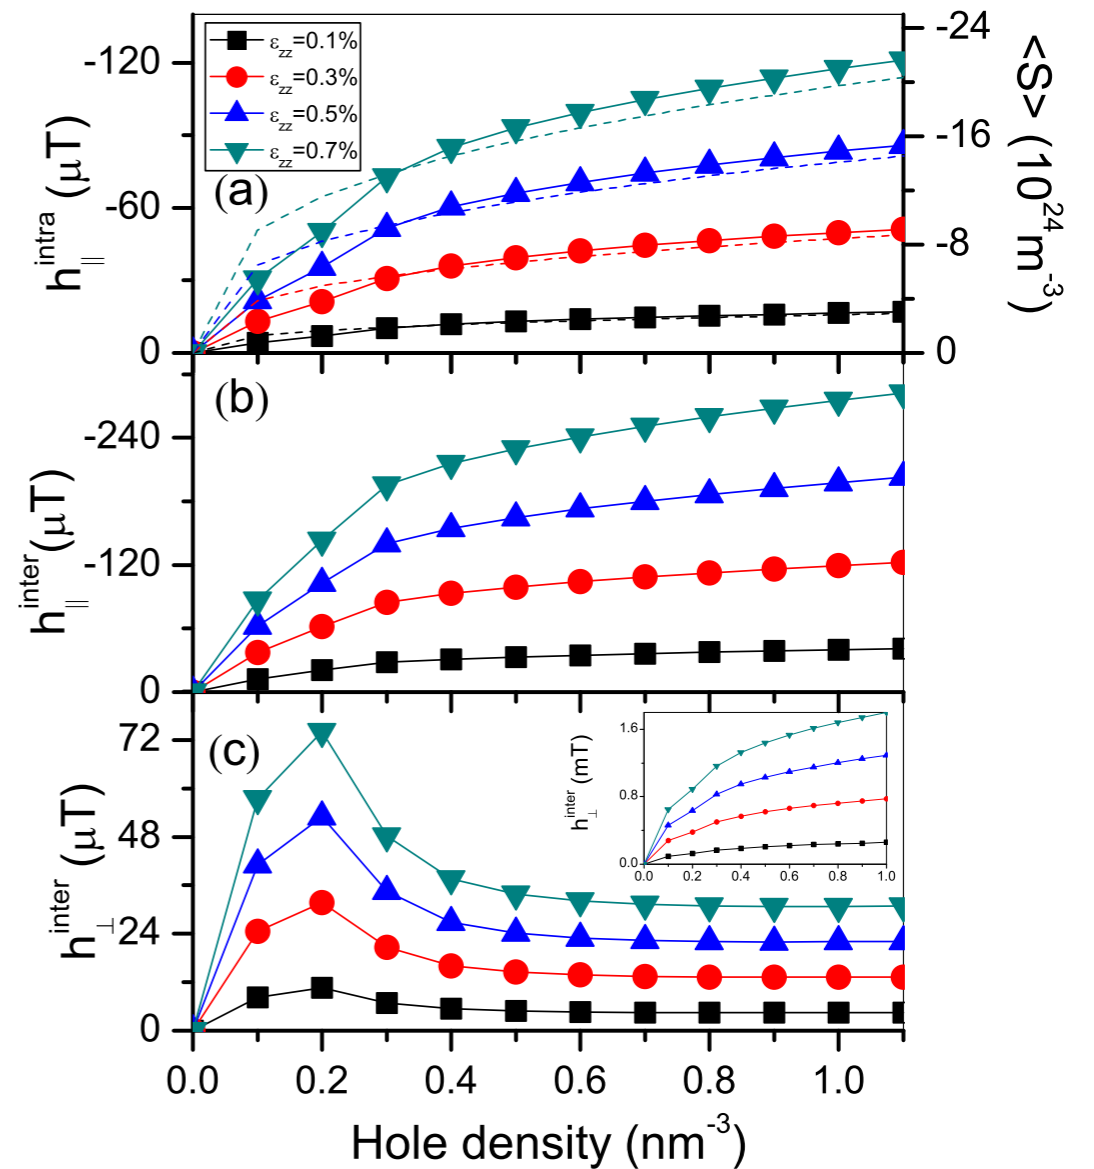 ε_zz=0.1%
ε_zz=0.3%
ε_zz=0.5%
ε_zz=0.7%
(a)
h_∥^intra (μT)
-120
-60
0
<S> (10^24 m^-3)
-24
-16
-8
0
(b)
h_∥^inter(μT)
-240
-120
0
(c)
h_⊥^inter (μT)
72
48
24
0
h_⊥^inter (mT)
1.6
0.8
0.0
0.0 0.2 0.4 0.6 0.8 1.0
0.0 0.2 0.4 0.6 0.8 1.0
Hole density (nm^-3)